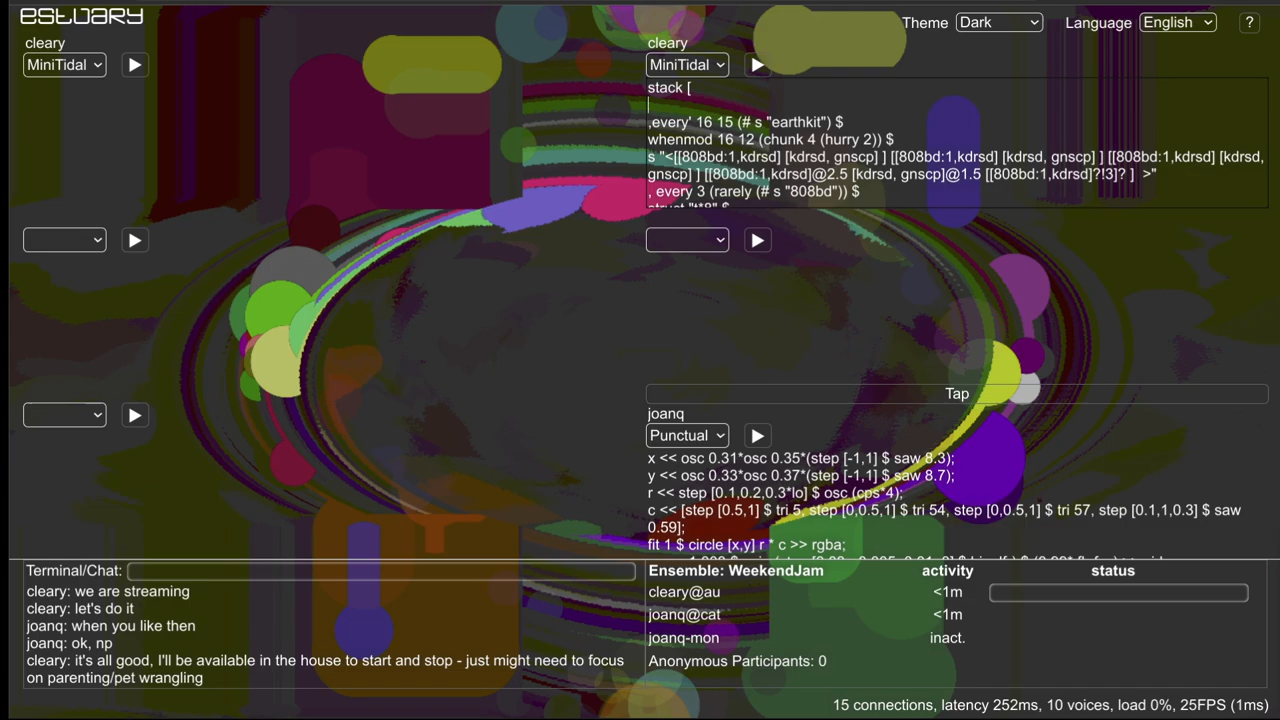 estuary
Theme Dark Language English ?
cleary
MiniTidal
cleary
MiniTidal
stack [
,every' 16 15 (# s "earthkit") $
whenmod 16 12 (chunk 4 (hurry 2)) $
s "<[[808bd:1,kdrsd] [kdrsd, gnscp] ] [[808bd:1,kdrsd] [kdrsd, gnscp] ] [[808bd:1,kdrsd] [kdrsd,
gnscp] ] [[808bd:1,kdrsd]@2.5 [kdrsd, gnscp]@1.5 [[808bd:1,kdrsd]?!3]? ]  >"
, every 3 (rarely (# s "808bd")) $
struct "t*8" $
Tap
joanq
Punctual
x << osc 0.31*osc 0.35*(step [-1,1] $ saw 8.3);
y << osc 0.33*osc 0.37*(step [-1,1] $ saw 8.7);
r << step [0.1,0.2,0.3*lo] $ osc (cps*4);
c << [step [0.5,1] $ tri 5, step [0,0.5,1] $ tri 54, step [0,0.5,1] $ tri 57, step [0.1,1,0.3] $ saw
0.59];
fit 1 $ circle [x,y] r * c >> rgba;
Terminal/Chat:
cleary: we are streaming
cleary: let's do it
joanq: when you like then
joanq: ok, np
cleary: it's all good, I'll be available in the house to start and stop - just might need to focus
on parenting/pet wrangling
Ensemble: WeekendJam activity status
cleary@au <1m
joanq@cat <1m
joanq-mon inact.
Anonymous Participants: 0
15 connections, latency 252ms, 10 voices, load 0%, 25FPS (1ms)